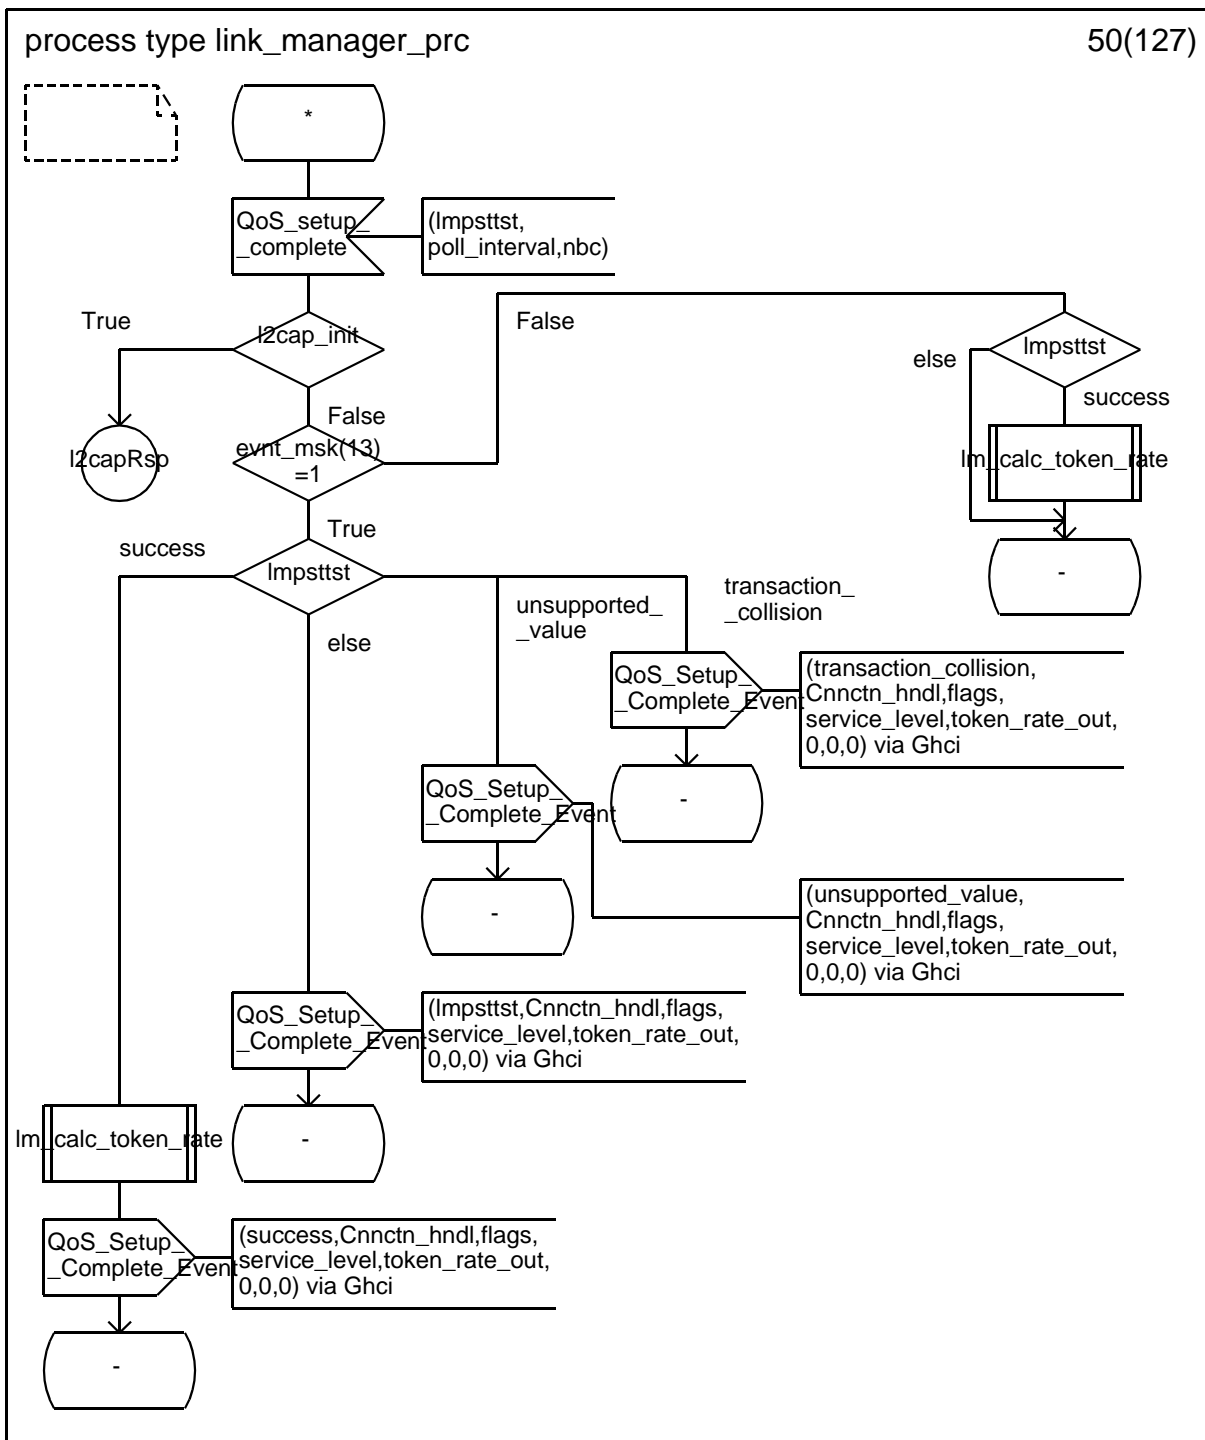 process type link_manager_prc
50(127)
*
QoS_setup_
_complete
(lmpsttst,
poll_interval,nbc)
True
l2cap_init
False
lmpsttst
else
success
False
l2capRsp
evnt_msk(13)
=1
lm_calc_token_rate
True
success
lmpsttst
-
unsupported_
_value
transaction_
_collision
else
QoS_Setup_
_Complete_Event
(transaction_collision,
Cnnctn_hndl,flags,
service_level,token_rate_out,
0,0,0) via Ghci
QoS_Setup_
_Complete_Event
-
-
(unsupported_value,
Cnnctn_hndl,flags,
service_level,token_rate_out,
0,0,0) via Ghci
QoS_Setup_
_Complete_Event
(lmpsttst,Cnnctn_hndl,flags,
service_level,token_rate_out,
0,0,0) via Ghci
lm_calc_token_rate
-
QoS_Setup_
_Complete_Event
(success,Cnnctn_hndl,flags,
service_level,token_rate_out,
0,0,0) via Ghci
-